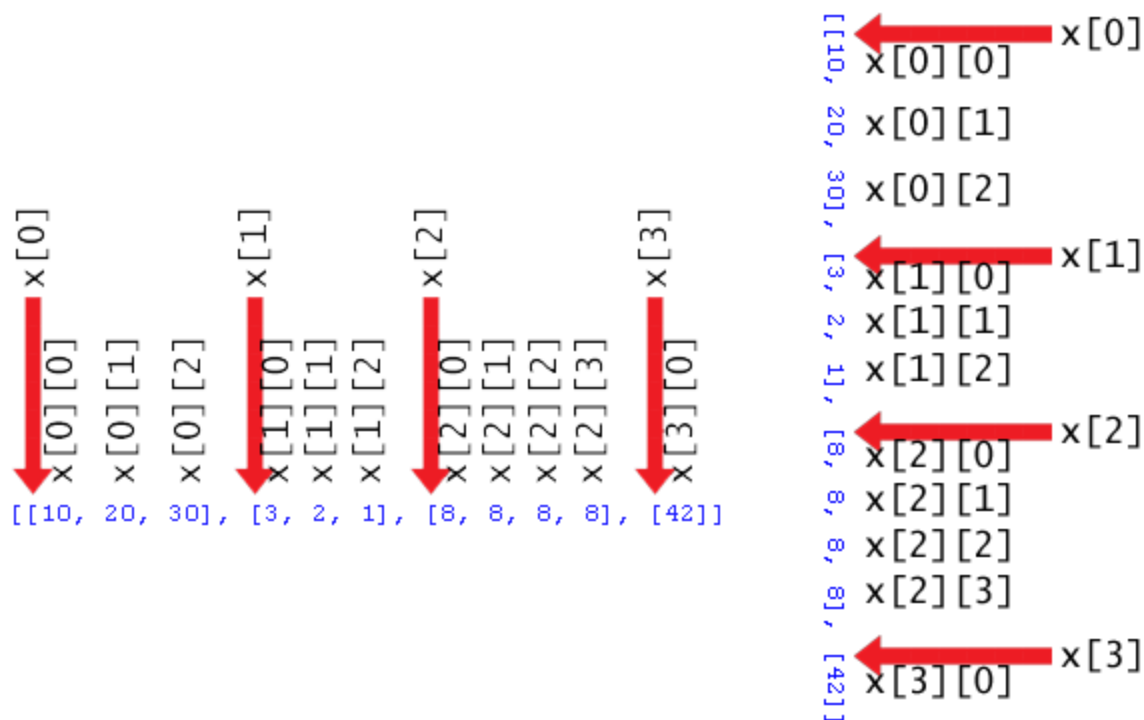 x[0] x[1] x[2] x[3]
x[0][0] x[0][1] x[0][2] x[1][0] x[1][1] x[1][2] x[2][0] x[2][1] x[2][2] x[2][3] x[3][0]
[[10, 20, 30], [3, 2, 1], [8, 8, 8, 8], [42]]
[[10, 20, 30], [3, 2, 1], [8, 8, 8, 8], [42]]
x[0]
x[0][0]
x[0][1]
x[0][2]
x[1]
x[1][0]
x[1][1]
x[1][2]
x[2]
x[2][0]
x[2][1]
x[2][2]
x[2][3]
x[3]
x[3][0]